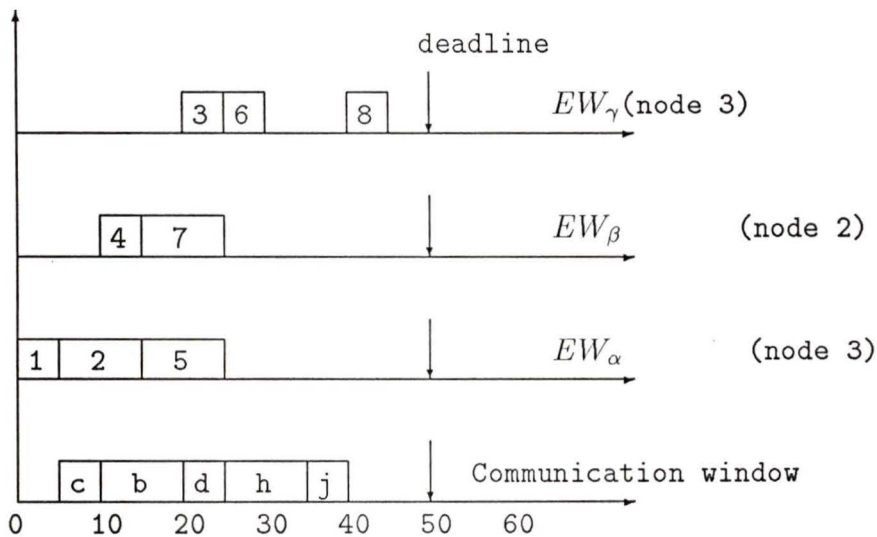 deadline
3 6 8 EWγ (node 3)
4 7 EWβ (node 2)
1 2 5 EWα (node 3)
c b d h j Communication window
0 10 20 30 40 50 60